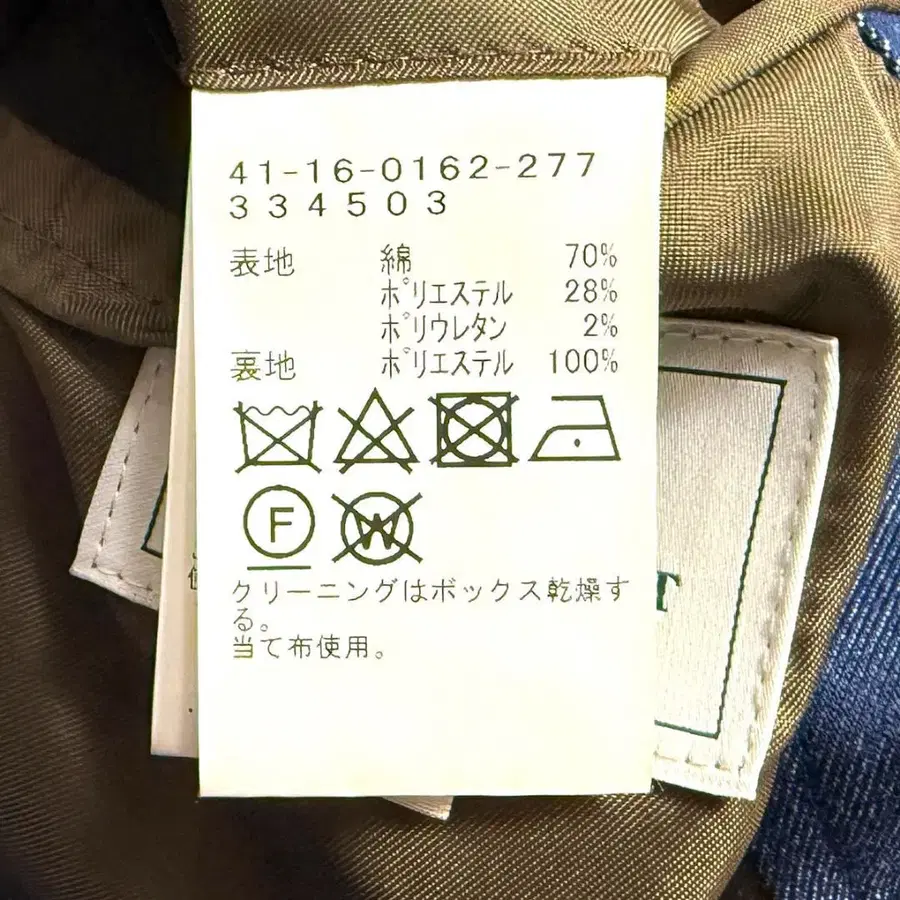 41-16-0162-277
334503
表地 綿 70%
ポリエステル 28%
ポリウレタン 2%
裏地 ポリエステル 100%
F
W
クリーニングはボックス乾燥す
る。
当て布使用。
T